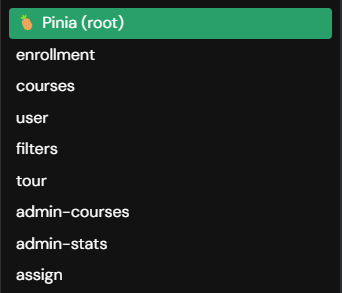 🍍 Pinia (root)
enrollment
courses
user
filters
tour
admin-courses
admin-stats
assign